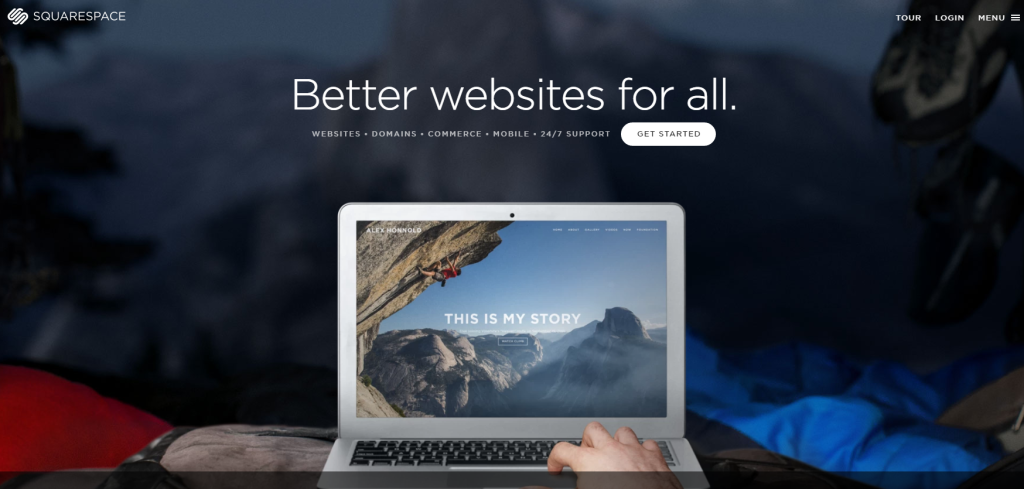 SQUARESPACE
TOUR LOGIN MENU
Better websites for all.
WEBSITES • DOMAINS • COMMERCE • MOBILE • 24/7 SUPPORT
GET STARTED
ALEX HONNOLD
THIS IS MY STORY